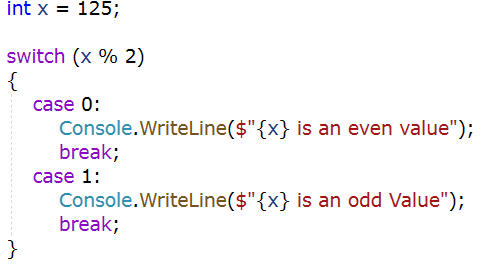 int x = 125;

switch (x % 2)
{
    case 0:
        Console.WriteLine($"{x} is an even value");
        break;
    case 1:
        Console.WriteLine($"{x} is an odd Value");
        break;
}